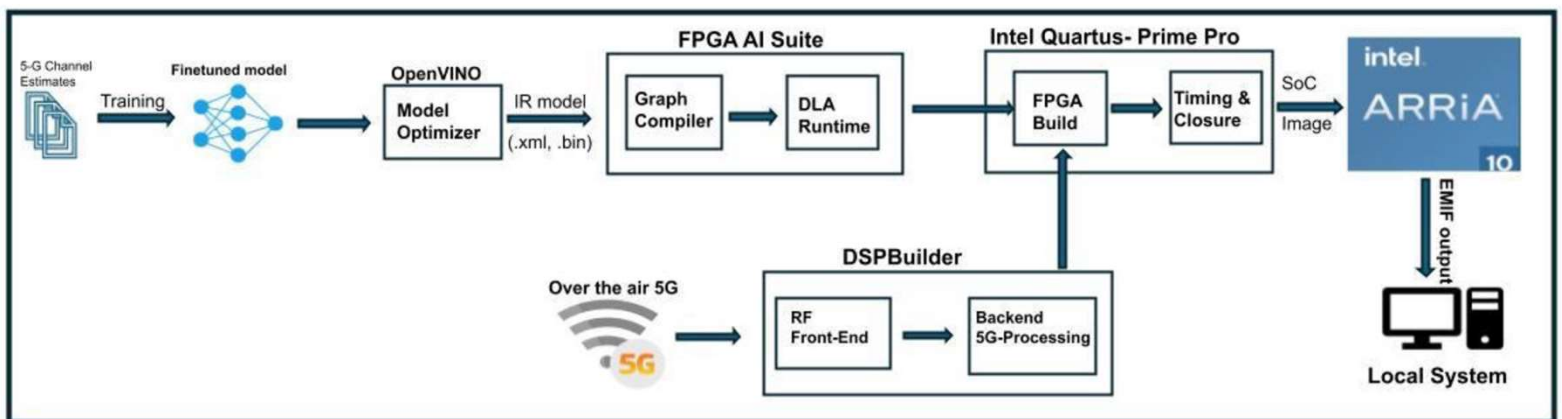 5-G Channel
Estimates
Training
Finetuned model
OpenVINO
Model
Optimizer
IR model
(.xml, .bin)
FPGA AI Suite
Graph
Compiler
DLA
Runtime
Intel Quartus- Prime Pro
FPGA
Build
Timing &
Closure
SoC
Image
intel.
ARRiA
10
EMIF output
Local System
DSPBuilder
Over the air 5G
5G
RF
Front-End
Backend
5G-Processing